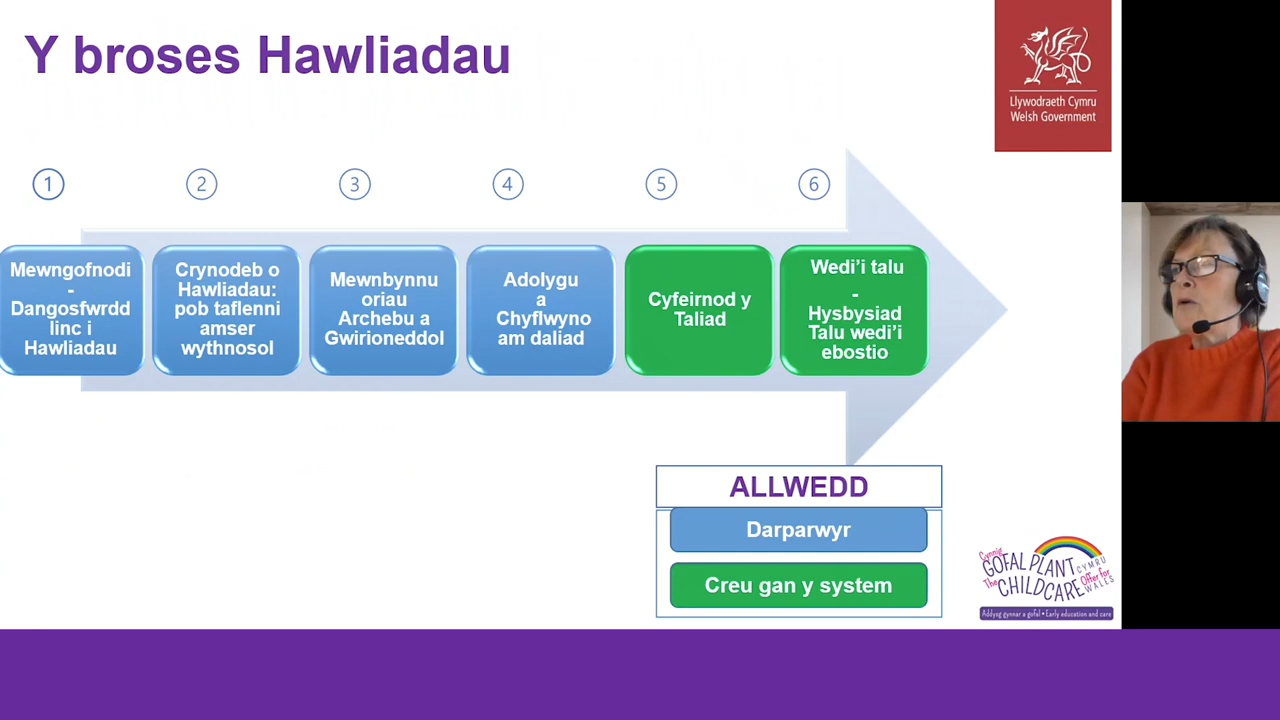 Y broses Hawliadau
Llywodraeth Cymru
Welsh Government
1
2
3
4
5
6
Mewngofnodi
-
Dangosfwrdd
linc i
Hawliadau
Crynodeb o
Hawliadau:
pob taflenni
amser
wythnosol
Mewnbynnu
oriau
Archebu a
Gwirioneddol
Adolygu
a
Chyflwyno
am daliad
Cyfeirnod y
Taliad
Wedi’i talu
-
Hysbysiad
Talu wedi’i
ebostio
ALLWEDD
Darparwyr
Creu gan y system
Cynnig
GOFAL PLANT
CYMRU
The
CHILDCARE
Offer for
WALES
Addysg gynnar a gofal • Early education and care